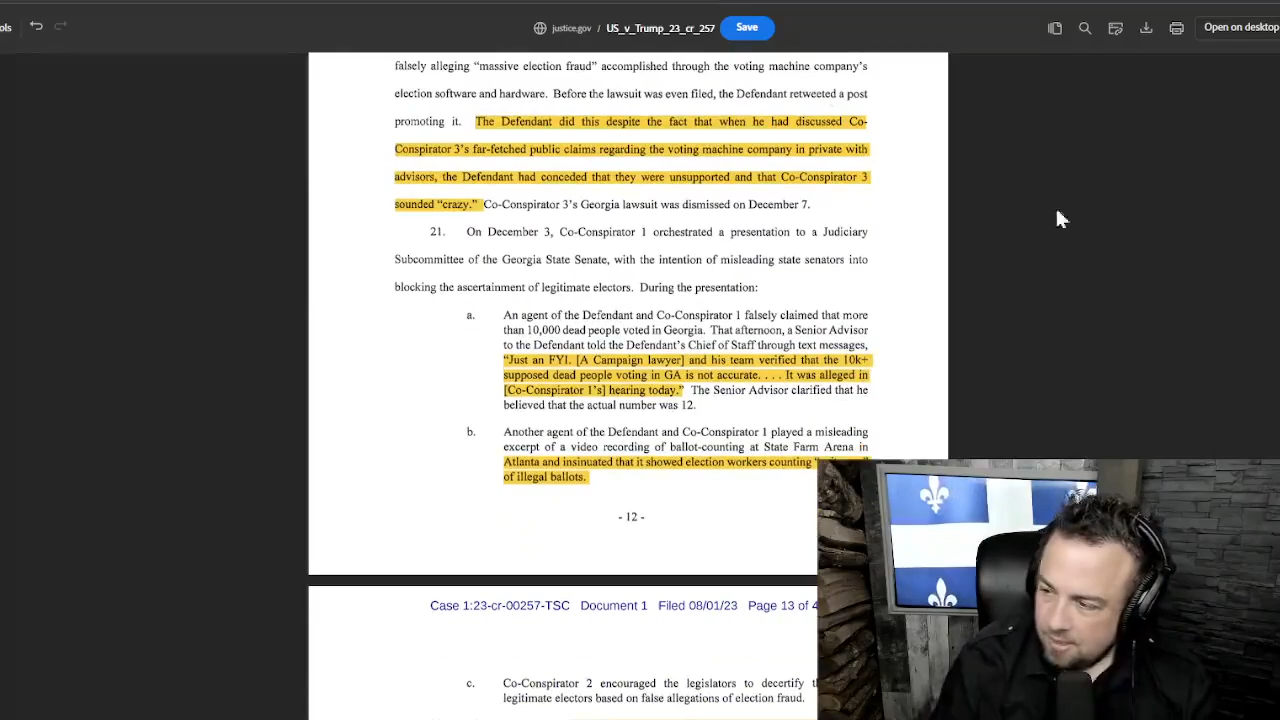 ols
justice.gov / US_v_Trump_23_cr_257
Save
Open on desktop
falsely alleging “massive election fraud” accomplished through the voting machine company’s
election software and hardware. Before the lawsuit was even filed, the Defendant retweeted a post
promoting it. The Defendant did this despite the fact that when he had discussed Co-
Conspirator 3’s far-fetched public claims regarding the voting machine company in private with
advisors, the Defendant had conceded that they were unsupported and that Co-Conspirator 3
sounded “crazy.” Co-Conspirator 3’s Georgia lawsuit was dismissed on December 7.
21. On December 3, Co-Conspirator 1 orchestrated a presentation to a Judiciary
Subcommittee of the Georgia State Senate, with the intention of misleading state senators into
blocking the ascertainment of legitimate electors. During the presentation:
a. An agent of the Defendant and Co-Conspirator 1 falsely claimed that more
than 10,000 dead people voted in Georgia. That afternoon, a Senior Advisor
to the Defendant told the Defendant’s Chief of Staff through text messages,
“Just an FYI. [A Campaign lawyer] and his team verified that the 10k+
supposed dead people voting in GA is not accurate. . . . It was alleged in
[Co-Conspirator 1’s] hearing today.” The Senior Advisor clarified that he
believed that the actual number was 12.
b. Another agent of the Defendant and Co-Conspirator 1 played a misleading
excerpt of a video recording of ballot-counting at State Farm Arena in
Atlanta and insinuated that it showed election workers counting
of illegal ballots.
- 12 -
Case 1:23-cr-00257-TSC Document 1 Filed 08/01/23 Page 13 of 4
c. Co-Conspirator 2 encouraged the legislators to decertify
legitimate electors based on false allegations of election fraud.